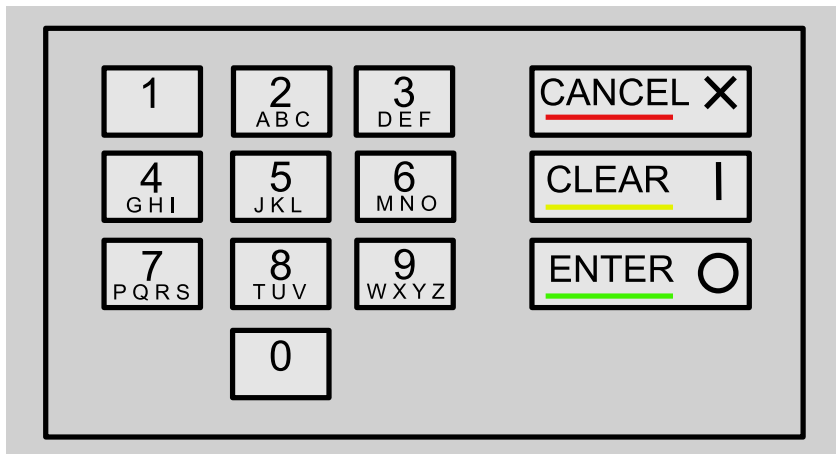 1 2 3 CANCEL X
ABC DEF
4 5 6 CLEAR |
GHI JKL MNO
7 8 9 ENTER O
PQRS TUV WXYZ
0